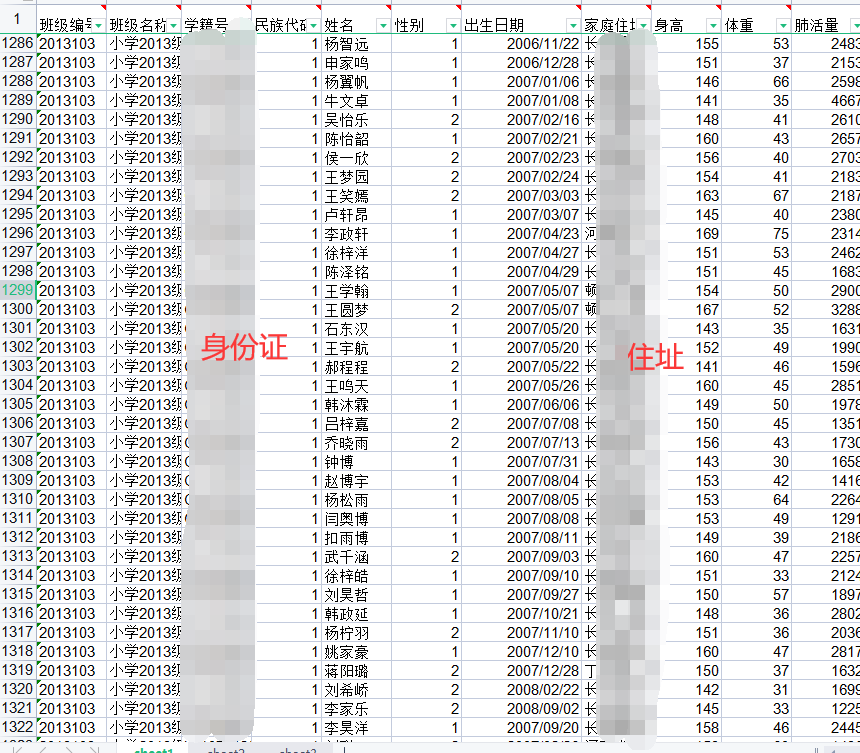 1 班级编号 班级名称 学籍号 民族代码 姓名 性别 出生日期 家庭住址 身高 体重 肺活量
1286 2013103 小学2013级 1 杨智远 1 2006/11/22 长 155 53 2483
1287 2013103 小学2013级 1 申家鸣 1 2006/12/28 长 151 37 2153
1288 2013103 小学2013级 1 杨翼帆 1 2007/01/06 长 146 66 2598
1289 2013103 小学2013级 1 牛文卓 1 2007/01/08 长 141 35 4667
1290 2013103 小学2013级 1 吴怡乐 2 2007/02/16 长 148 41 2610
1291 2013103 小学2013级 1 陈怡韶 1 2007/02/21 长 160 43 2657
1292 2013103 小学2013级 1 侯一欣 2 2007/02/23 长 156 40 2703
1293 2013103 小学2013级 1 王梦园 2 2007/02/24 长 154 41 2183
1294 2013103 小学2013级 1 王笑嫣 2 2007/03/03 长 163 67 2187
1295 2013103 小学2013级 1 卢轩昂 1 2007/03/07 长 145 40 2380
1296 2013103 小学2013级 1 李政轩 1 2007/04/23 河 169 75 2314
1297 2013103 小学2013级 1 徐梓洋 1 2007/04/27 长 151 53 2462
1298 2013103 小学2013级 1 陈泽铭 1 2007/04/29 长 151 45 1683
1299 2013103 小学2013级 1 王学翰 1 2007/05/07 顿 154 50 2900
1300 2013103 小学2013级 1 王圆梦 2 2007/05/07 顿 167 52 3288
1301 2013103 小学2013级 1 石东汉 1 2007/05/20 长 143 35 1631
1302 2013103 小学2013级 1 王宇航 1 2007/05/20 长 152 49 1990
身份证 住址
1303 2013103 小学2013级 1 郝程程 2 2007/05/22 长 141 46 1596
1304 2013103 小学2013级 1 王鸣天 1 2007/05/26 长 160 45 2851
1305 2013103 小学2013级 1 韩沐霖 1 2007/06/06 长 149 50 1978
1306 2013103 小学2013级 1 吕梓嘉 2 2007/07/08 长 150 45 1351
1307 2013103 小学2013级 1 乔晓雨 2 2007/07/13 长 156 43 1730
1308 2013103 小学2013级 1 钟博 1 2007/07/31 长 143 30 1658
1309 2013103 小学2013级 1 赵博宇 1 2007/08/04 长 153 42 1416
1310 2013103 小学2013级 1 杨松雨 1 2007/08/05 长 153 64 2264
1311 2013103 小学2013级 1 闫奥博 1 2007/08/08 长 153 49 1291
1312 2013103 小学2013级 1 扣雨博 1 2007/08/11 长 149 39 2186
1313 2013103 小学2013级 1 武千涵 2 2007/09/03 长 160 47 2257
1314 2013103 小学2013级 1 徐梓皓 1 2007/09/10 长 151 33 2124
1315 2013103 小学2013级 1 刘昊哲 1 2007/09/27 长 150 57 1897
1316 2013103 小学2013级 1 韩政延 1 2007/10/21 长 148 36 2802
1317 2013103 小学2013级 1 杨柠羽 2 2007/11/10 长 151 36 2036
1318 2013103 小学2013级 1 姚家豪 1 2007/12/10 长 160 47 2817
1319 2013103 小学2013级 1 蒋阳璐 2 2007/12/28 丁 150 37 1632
1320 2013103 小学2013级 1 刘希峤 2 2008/02/22 长 142 31 1699
1321 2013103 小学2013级 1 李家乐 2 2008/09/02 长 145 33 1225
1322 2013103 小学2013级 1 李昊洋 1 2007/09/20 长 158 46 2445
sheet1 sheet2 sheet3